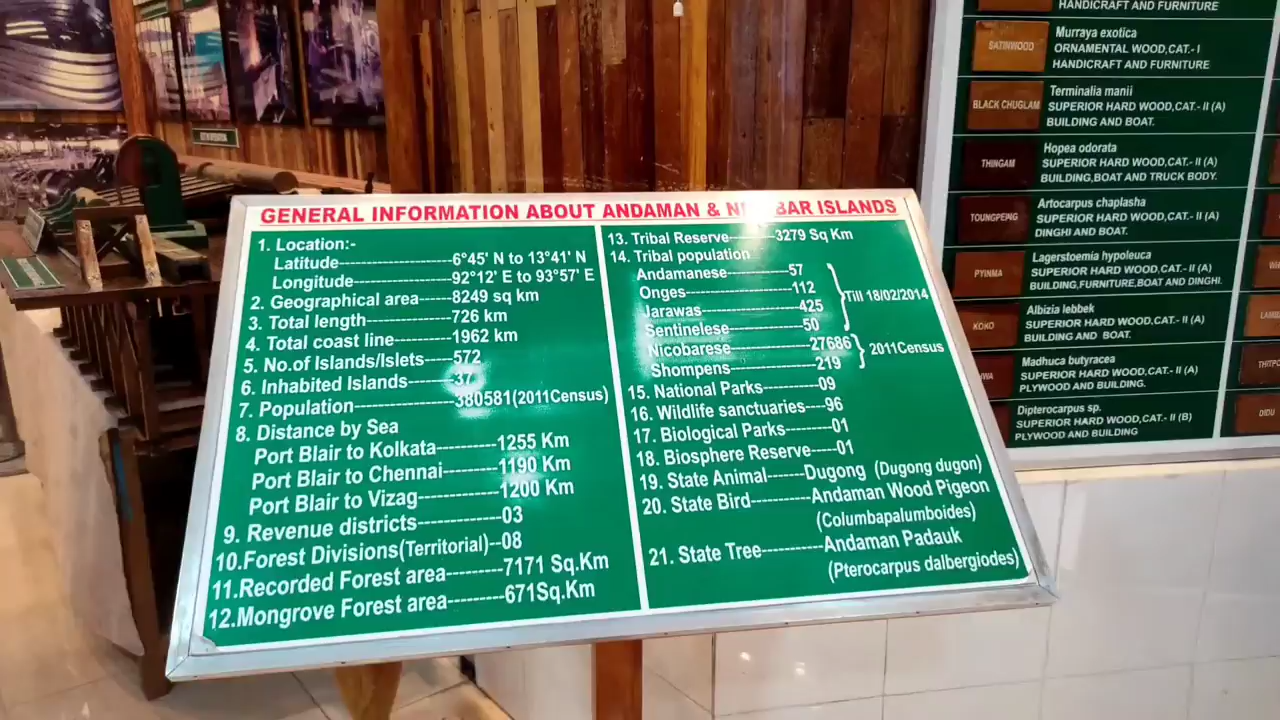 GENERAL INFORMATION ABOUT ANDAMAN & NI BAR ISLANDS
1. Location:-
Latitude--------------------6°45' N to 13°41' N
Longitude------------------92°12' E to 93°57' E
2. Geographical area------8249 sq km
3. Total length--------------726 km
4. Total coast line----------1962 km
5. No.of Islands/Islets-----572
6. Inhabited Islands-------37
7. Population----------------380581(2011Census)
8. Distance by Sea
Port Blair to Kolkata----------1255 Km
Port Blair to Chennai---------1190 Km
Port Blair to Vizag-------------1200 Km
9. Revenue districts-------------03
10.Forest Divisions(Territorial)--08
11.Recorded Forest area---------7171 Sq.Km
12.Mongrove Forest area---------671Sq.Km
13. Tribal Reserve--------3279 Sq Km
14. Tribal population
Andamanese-----------57
Onges-------------------112
Jarawas-----------------425
Sentinelese------------50
Till 18/02/2014
Nicobarese-------------27686
Shompens-------------219
2011Census
15. National Parks---------09
16. Wildlife sanctuaries----96
17. Biological Parks-------01
18. Biosphere Reserve-----01
19. State Animal------Dugong (Dugong dugon)
20. State Bird----------Andaman Wood Pigeon
(Columbapalumboides)
21. State Tree----------Andaman Padauk
(Pterocarpus dalbergiodes)
HANDICRAFT AND FURNITURE
SATINWOOD
Murraya exotica
ORNAMENTAL WOOD,CAT.- I
HANDICRAFT AND FURNITURE
BLACK CHUGLAM
Terminalia manii
SUPERIOR HARD WOOD,CAT.- II (A)
BUILDING AND BOAT.
THINGAM
Hopea odorata
SUPERIOR HARD WOOD,CAT.- II (A)
BUILDING,BOAT AND TRUCK BODY.
TOUNGPEING
Artocarpus chaplasha
SUPERIOR HARD WOOD,CAT.- II (A)
DINGHI AND BOAT.
PYINMA
Lagerstoemia hypoleuca
SUPERIOR HARD WOOD,CAT.- II (A)
BUILDING,FURNITURE,BOAT AND DINGHI.
KOKO
Albizia lebbek
SUPERIOR HARD WOOD,CAT.- II (A)
BUILDING AND BOAT.
Madhuca butyracea
SUPERIOR HARD WOOD,CAT.- II (A)
PLYWOOD AND BUILDING.
Dipterocarpus sp.
SUPERIOR HARD WOOD,CAT.- II (B)
PLYWOOD AND BUILDING
DIDU